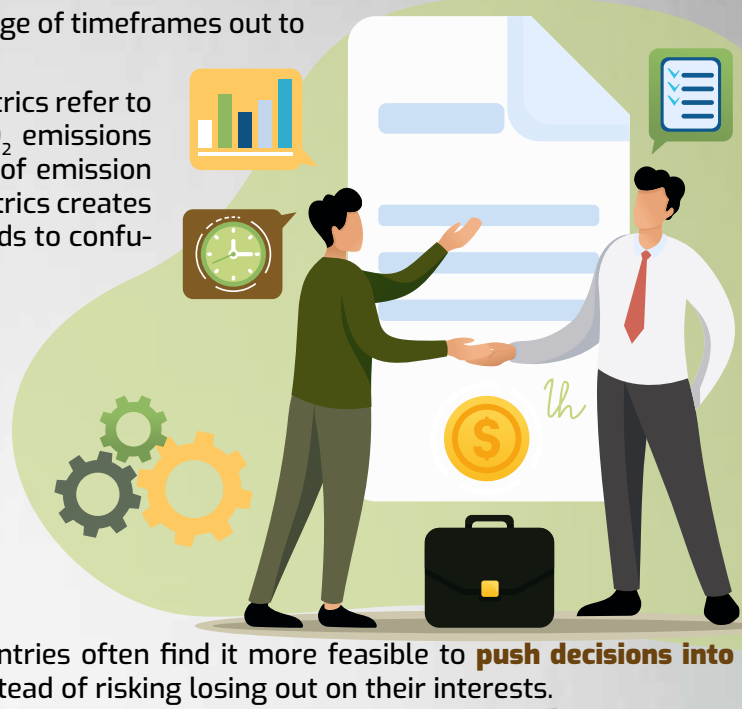 ge of timeframes out to
trics refer to
₂ emissions
of emission
trics creates
ds to confu-
$
ntries often find it more feasible to push decisions into
tead of risking losing out on their interests.